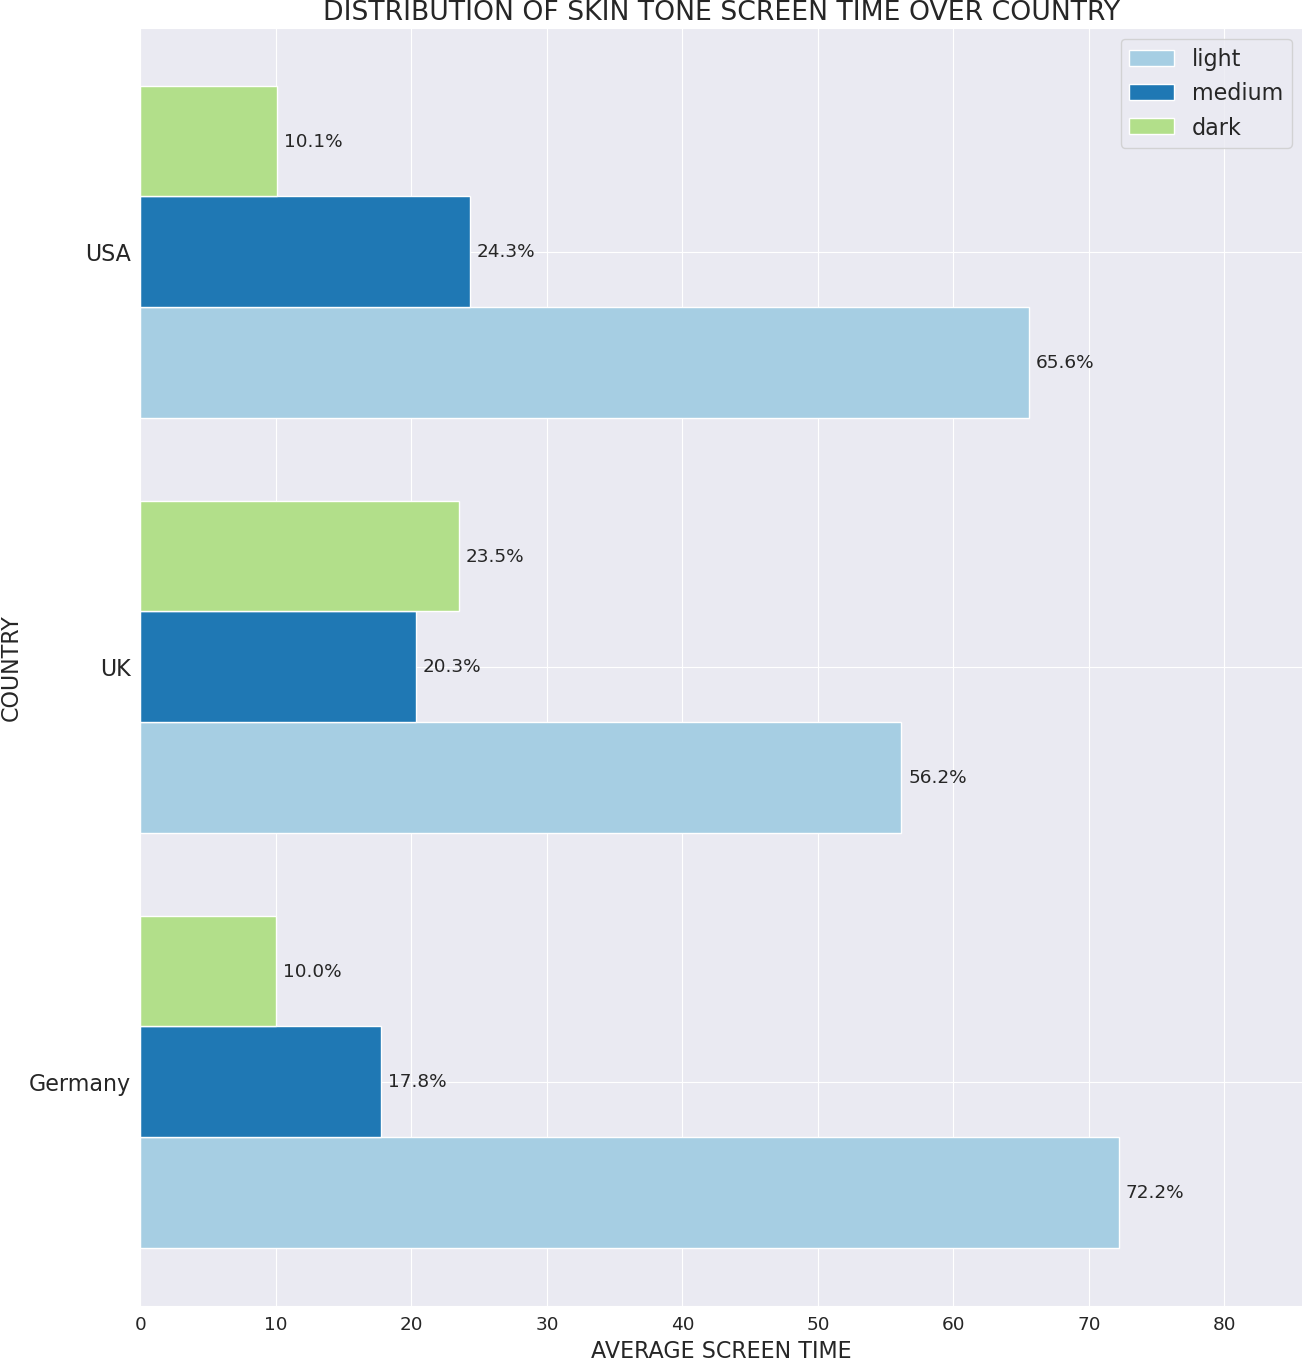 DISTRIBUTION OF SKIN TONE SCREEN TIME OVER COUNTRY
light
medium
dark
10.1%
24.3%
USA
65.6%
23.5%
20.3%
UK
56.2%
COUNTRY
10.0%
17.8%
Germany
72.2%
0 10 20 30 40 50 60 70 80
AVERAGE SCREEN TIME